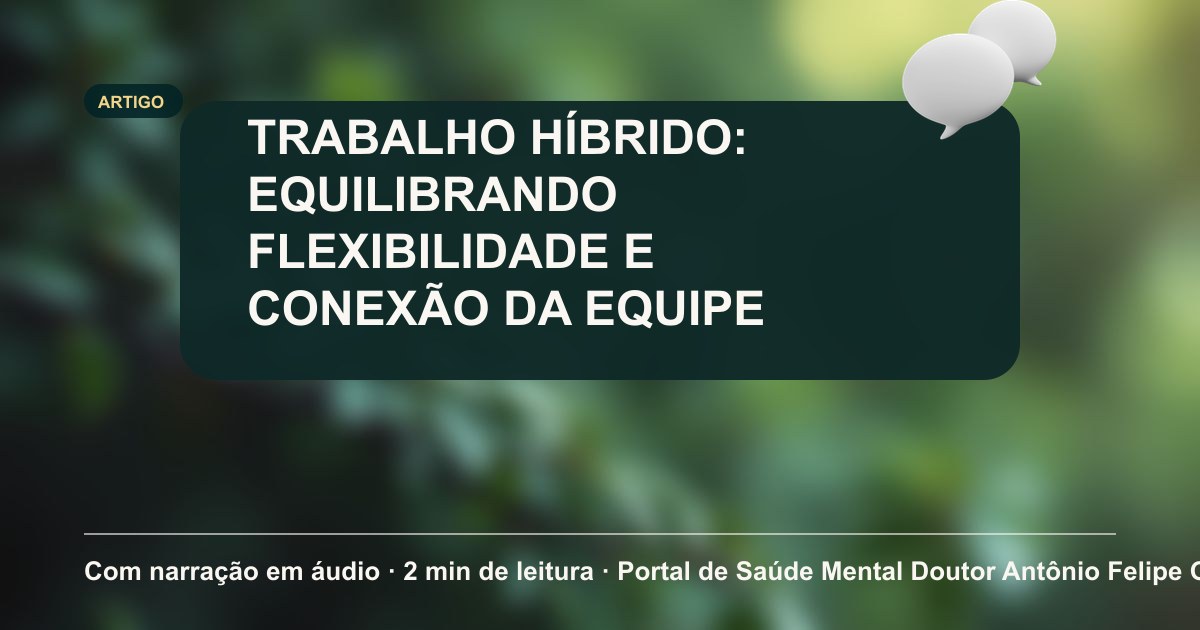 ARTIGO
TRABALHO HÍBRIDO:
EQUILIBRANDO
FLEXIBILIDADE E
CONEXÃO DA EQUIPE
Com narração em áudio · 2 min de leitura · Portal de Saúde Mental Doutor Antônio Felipe